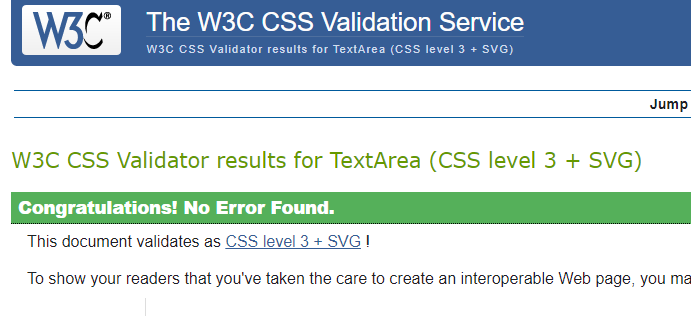 W3C®
The W3C CSS Validation Service
W3C CSS Validator results for TextArea (CSS level 3 + SVG)
Jump
W3C CSS Validator results for TextArea (CSS level 3 + SVG)
Congratulations! No Error Found.
This document validates as CSS level 3 + SVG !
To show your readers that you've taken the care to create an interoperable Web page, you ma